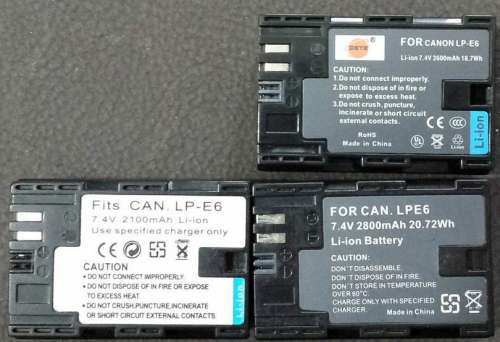 DSTE
FOR CANON LP-E6
Li-ion 7.4V 2600mAh 18.7Wh
CAUTION:
1.Do not connect improperly.
2.Do not dispose of in fire or
expose to excess heat.
3.Do not crush, puncture,
incinerate or short circuit
external contacts.
RoHS
Made in China
Li-ion
Li-ion
Fits CAN. LP-E6
7.4V 2100mAh Li-ion
Use specified charger only
CAUTION
• DO NOT CONNECT IMPROPERLY
• DO NOT DISPOSE OF IN FIRE OR
EXPOSE TO EXCESS HEAT
• DO NOT CRUSH,PUNCTURE,INCINERATE
OR SHORT CIRCUIT EXTERNAL CONTACTS.
Li-ion
FOR CAN. LPE6
7.4V 2800mAh 20.72Wh
Li-ion Battery
CAUTION:
DON`T DISASSEMBLE.
DON`T DISPOSE OF IN FIRE
OVER 60°C.
CHARGE ONLY WITH SPECIFIED
CHARGER.
MADE IN CHINA